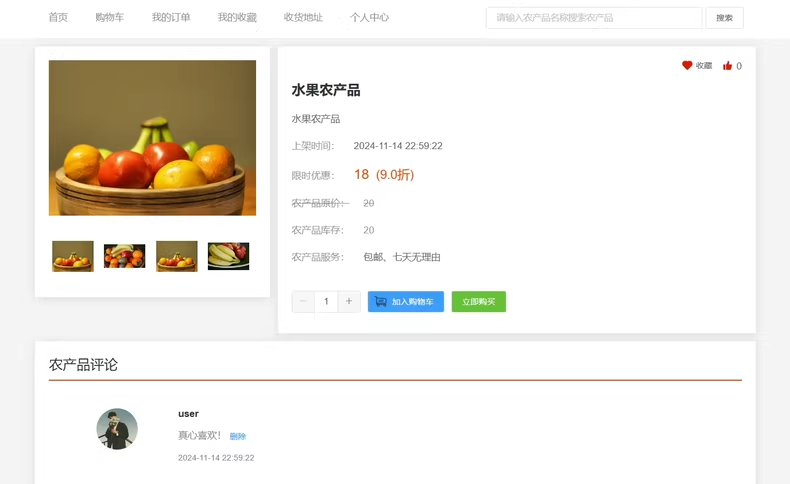 首页 购物车 我的订单 我的收藏 收货地址 个人中心 请输入农产品名称搜索农产品 搜索
收藏 0
水果农产品
水果农产品
上架时间： 2024-11-14 22:59:22
限时优惠： 18 (9.0折)
农产品原价： 20
农产品库存： 20
农产品服务： 包邮、七天无理由
− 1 + 加入购物车 立即购买
农产品评论
user
真心喜欢！ 删除
2024-11-14 22:59:22